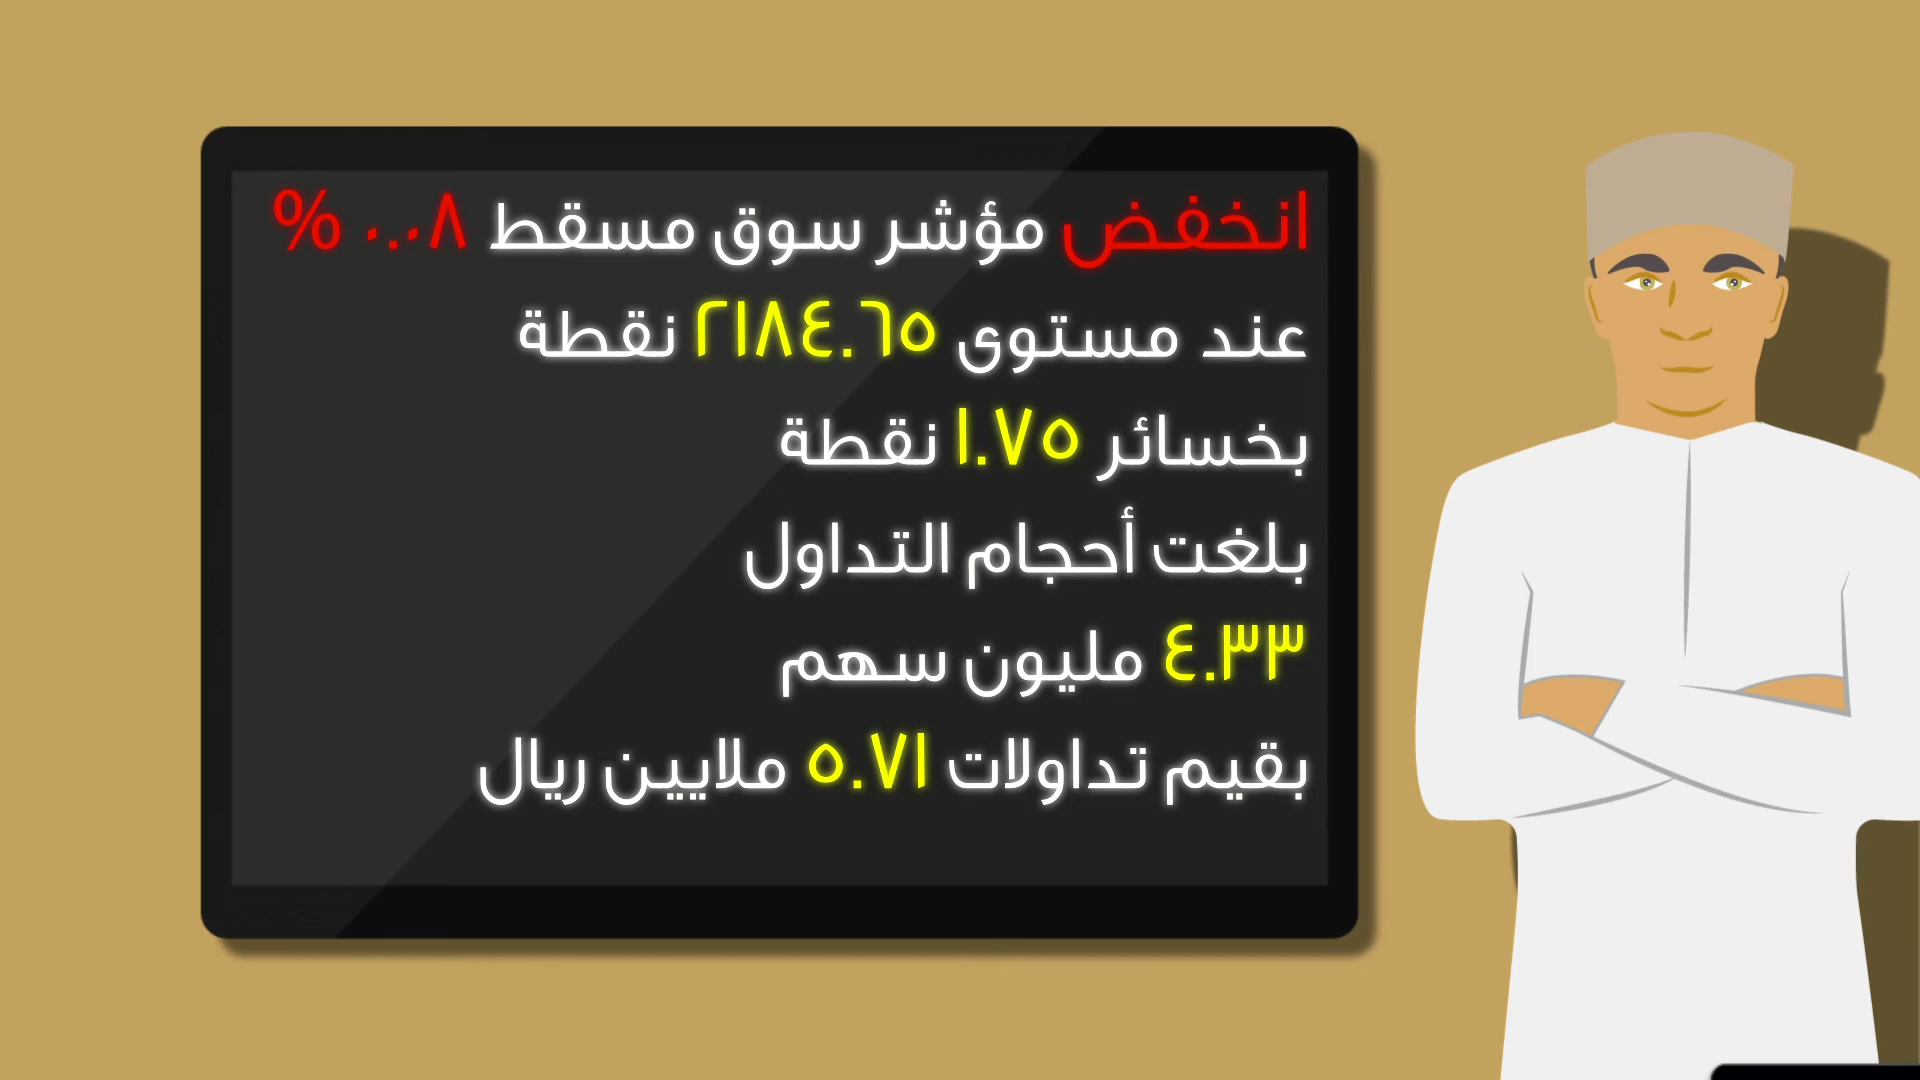 انخفض مؤشر سوق مسقط ٠.٠٨ %
عند مستوى ٢١٨٤.٦٥ نقطة
بخسائر ١.٧٥ نقطة
بلغت أحجام التداول
٤.٣٣ مليون سهم
بقيم تداولات ٥.٧١ ملايين ريال